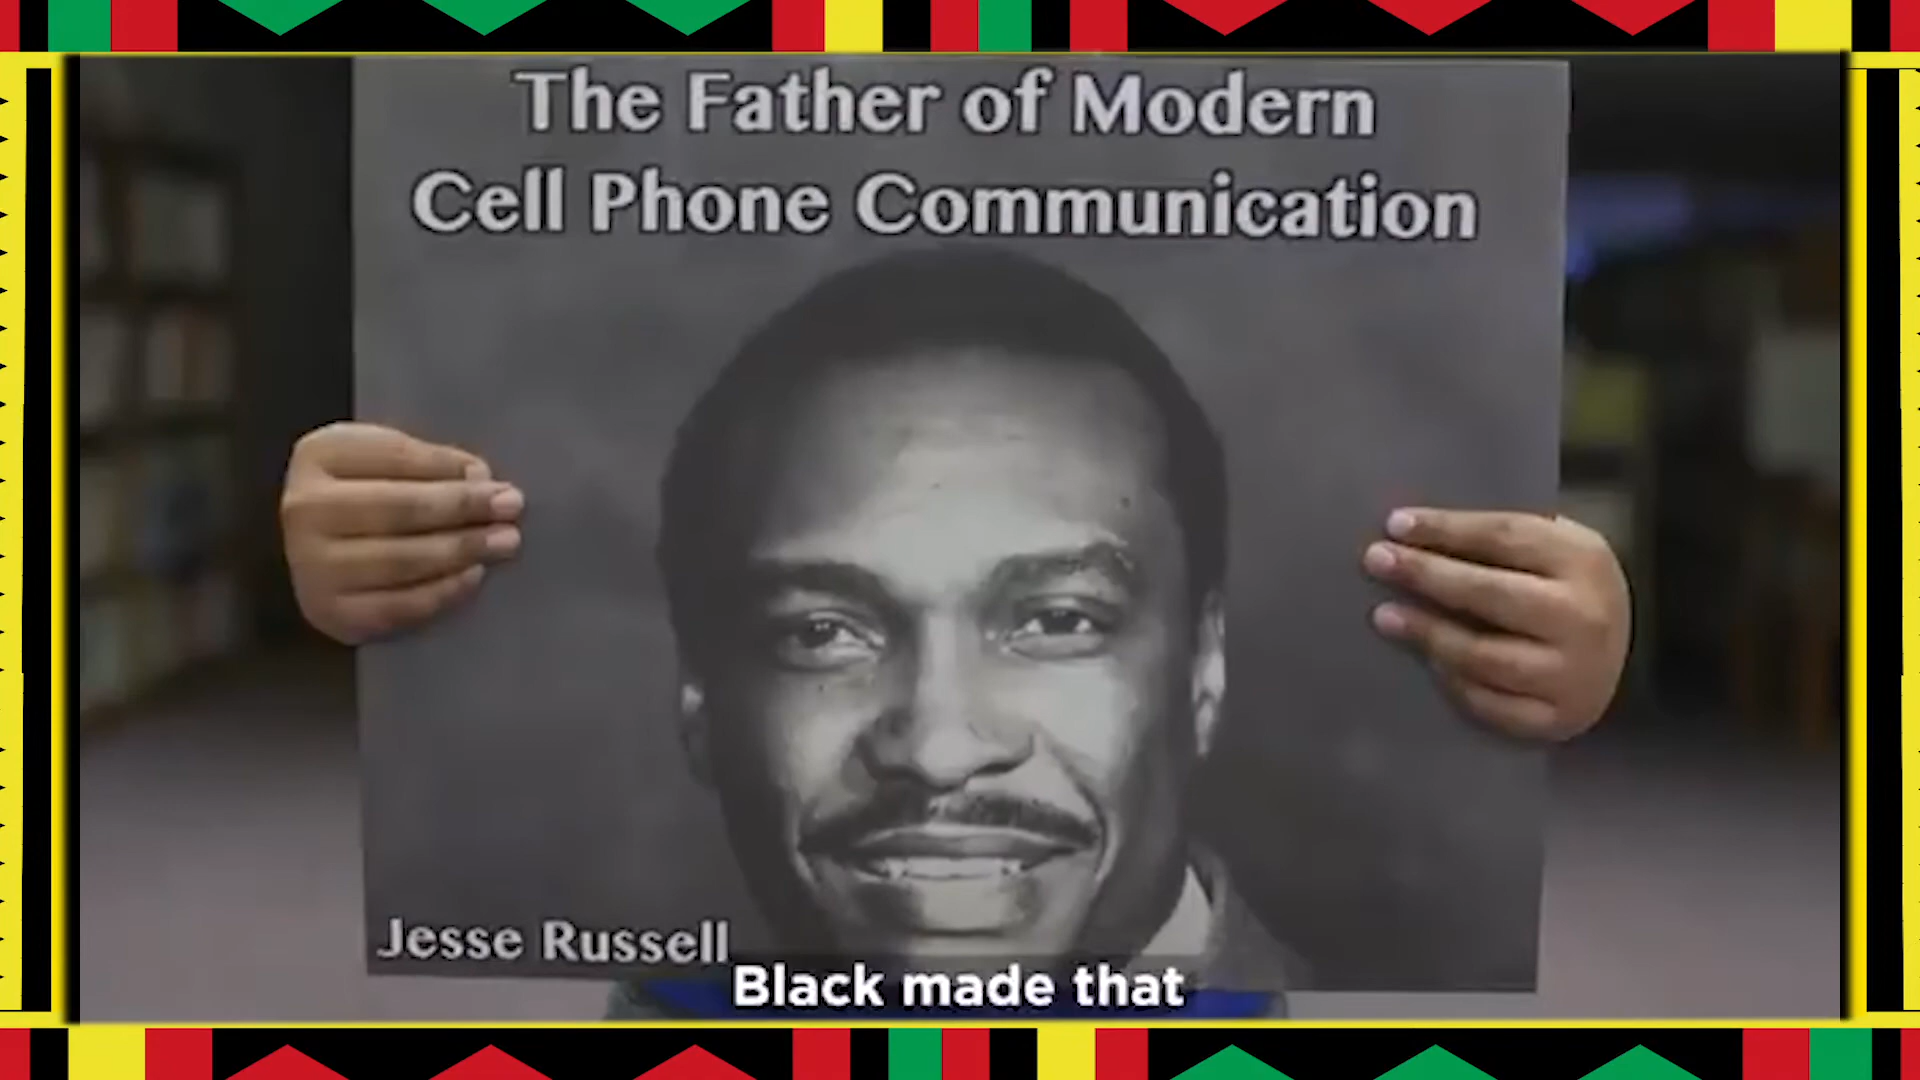 The Father of Modern
Cell Phone Communication
Jesse Russell
Black made that